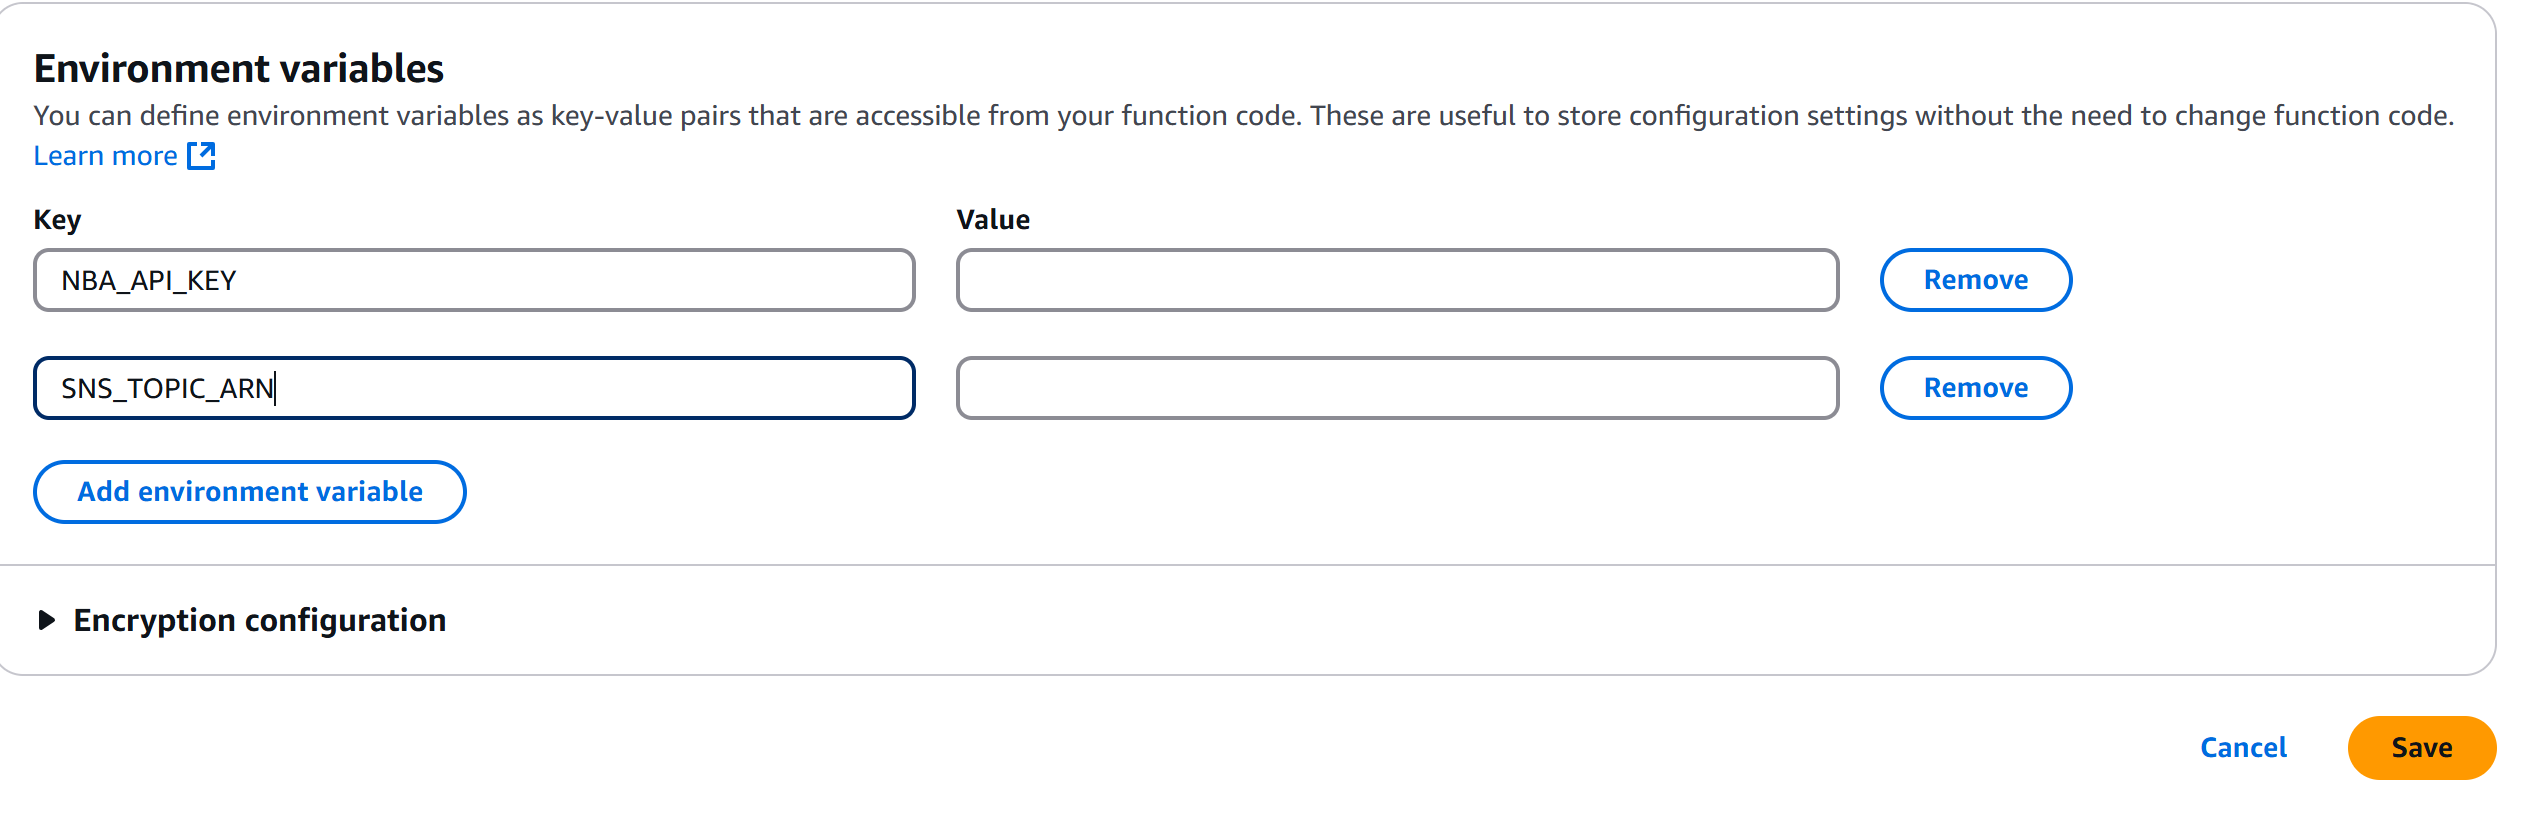 Environment variables
You can define environment variables as key-value pairs that are accessible from your function code. These are useful to store configuration settings without the need to change function code.
Learn more
Key
Value
NBA_API_KEY
Remove
SNS_TOPIC_ARN
Remove
Add environment variable
Encryption configuration
Cancel
Save